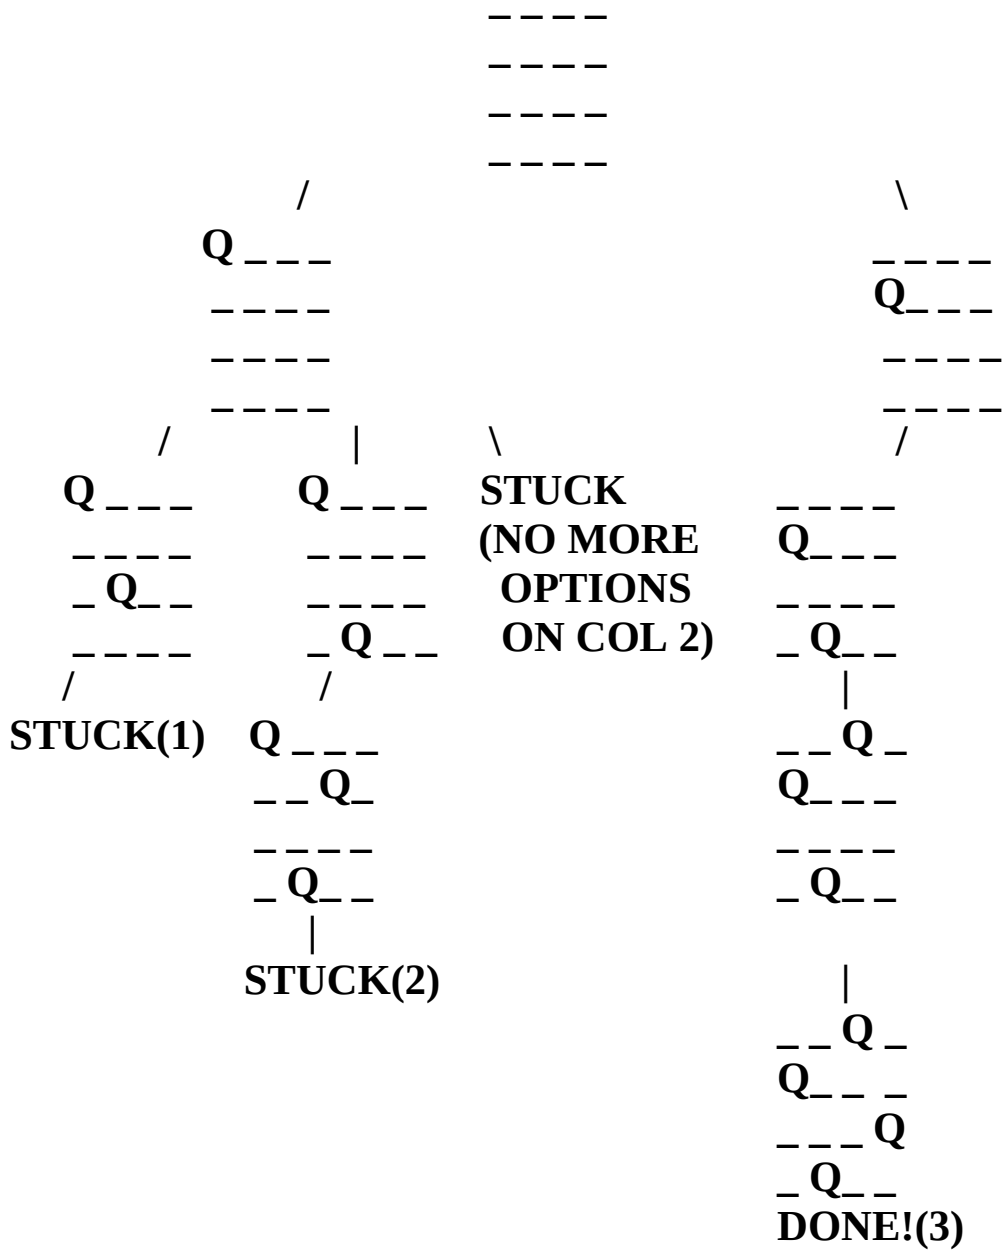 _ _ _ _
_ _ _ _
_ _ _ _
_ _ _ _
/ \
Q _ _ _ _ _ _ _
_ _ _ _ Q_ _ _
_ _ _ _ _ _ _ _
_ _ _ _ _ _ _ _
/ | \ /
Q _ _ _ Q _ _ _ STUCK _ _ _ _
_ _ _ _ _ _ _ _ (NO MORE Q_ _ _
_ Q_ _ _ _ _ _ OPTIONS _ _ _ _
_ _ _ _ _ Q _ _ ON COL 2) _ Q_ _
/ / |
STUCK(1) Q _ _ _ _ _ Q _
_ _ Q_ Q_ _ _
_ _ _ _ _ _ _ _
_ Q_ _ _ Q_ _
|
STUCK(2) |
_ _ Q _
Q_ _ _
_ _ _ Q
_ Q_ _
DONE!(3)